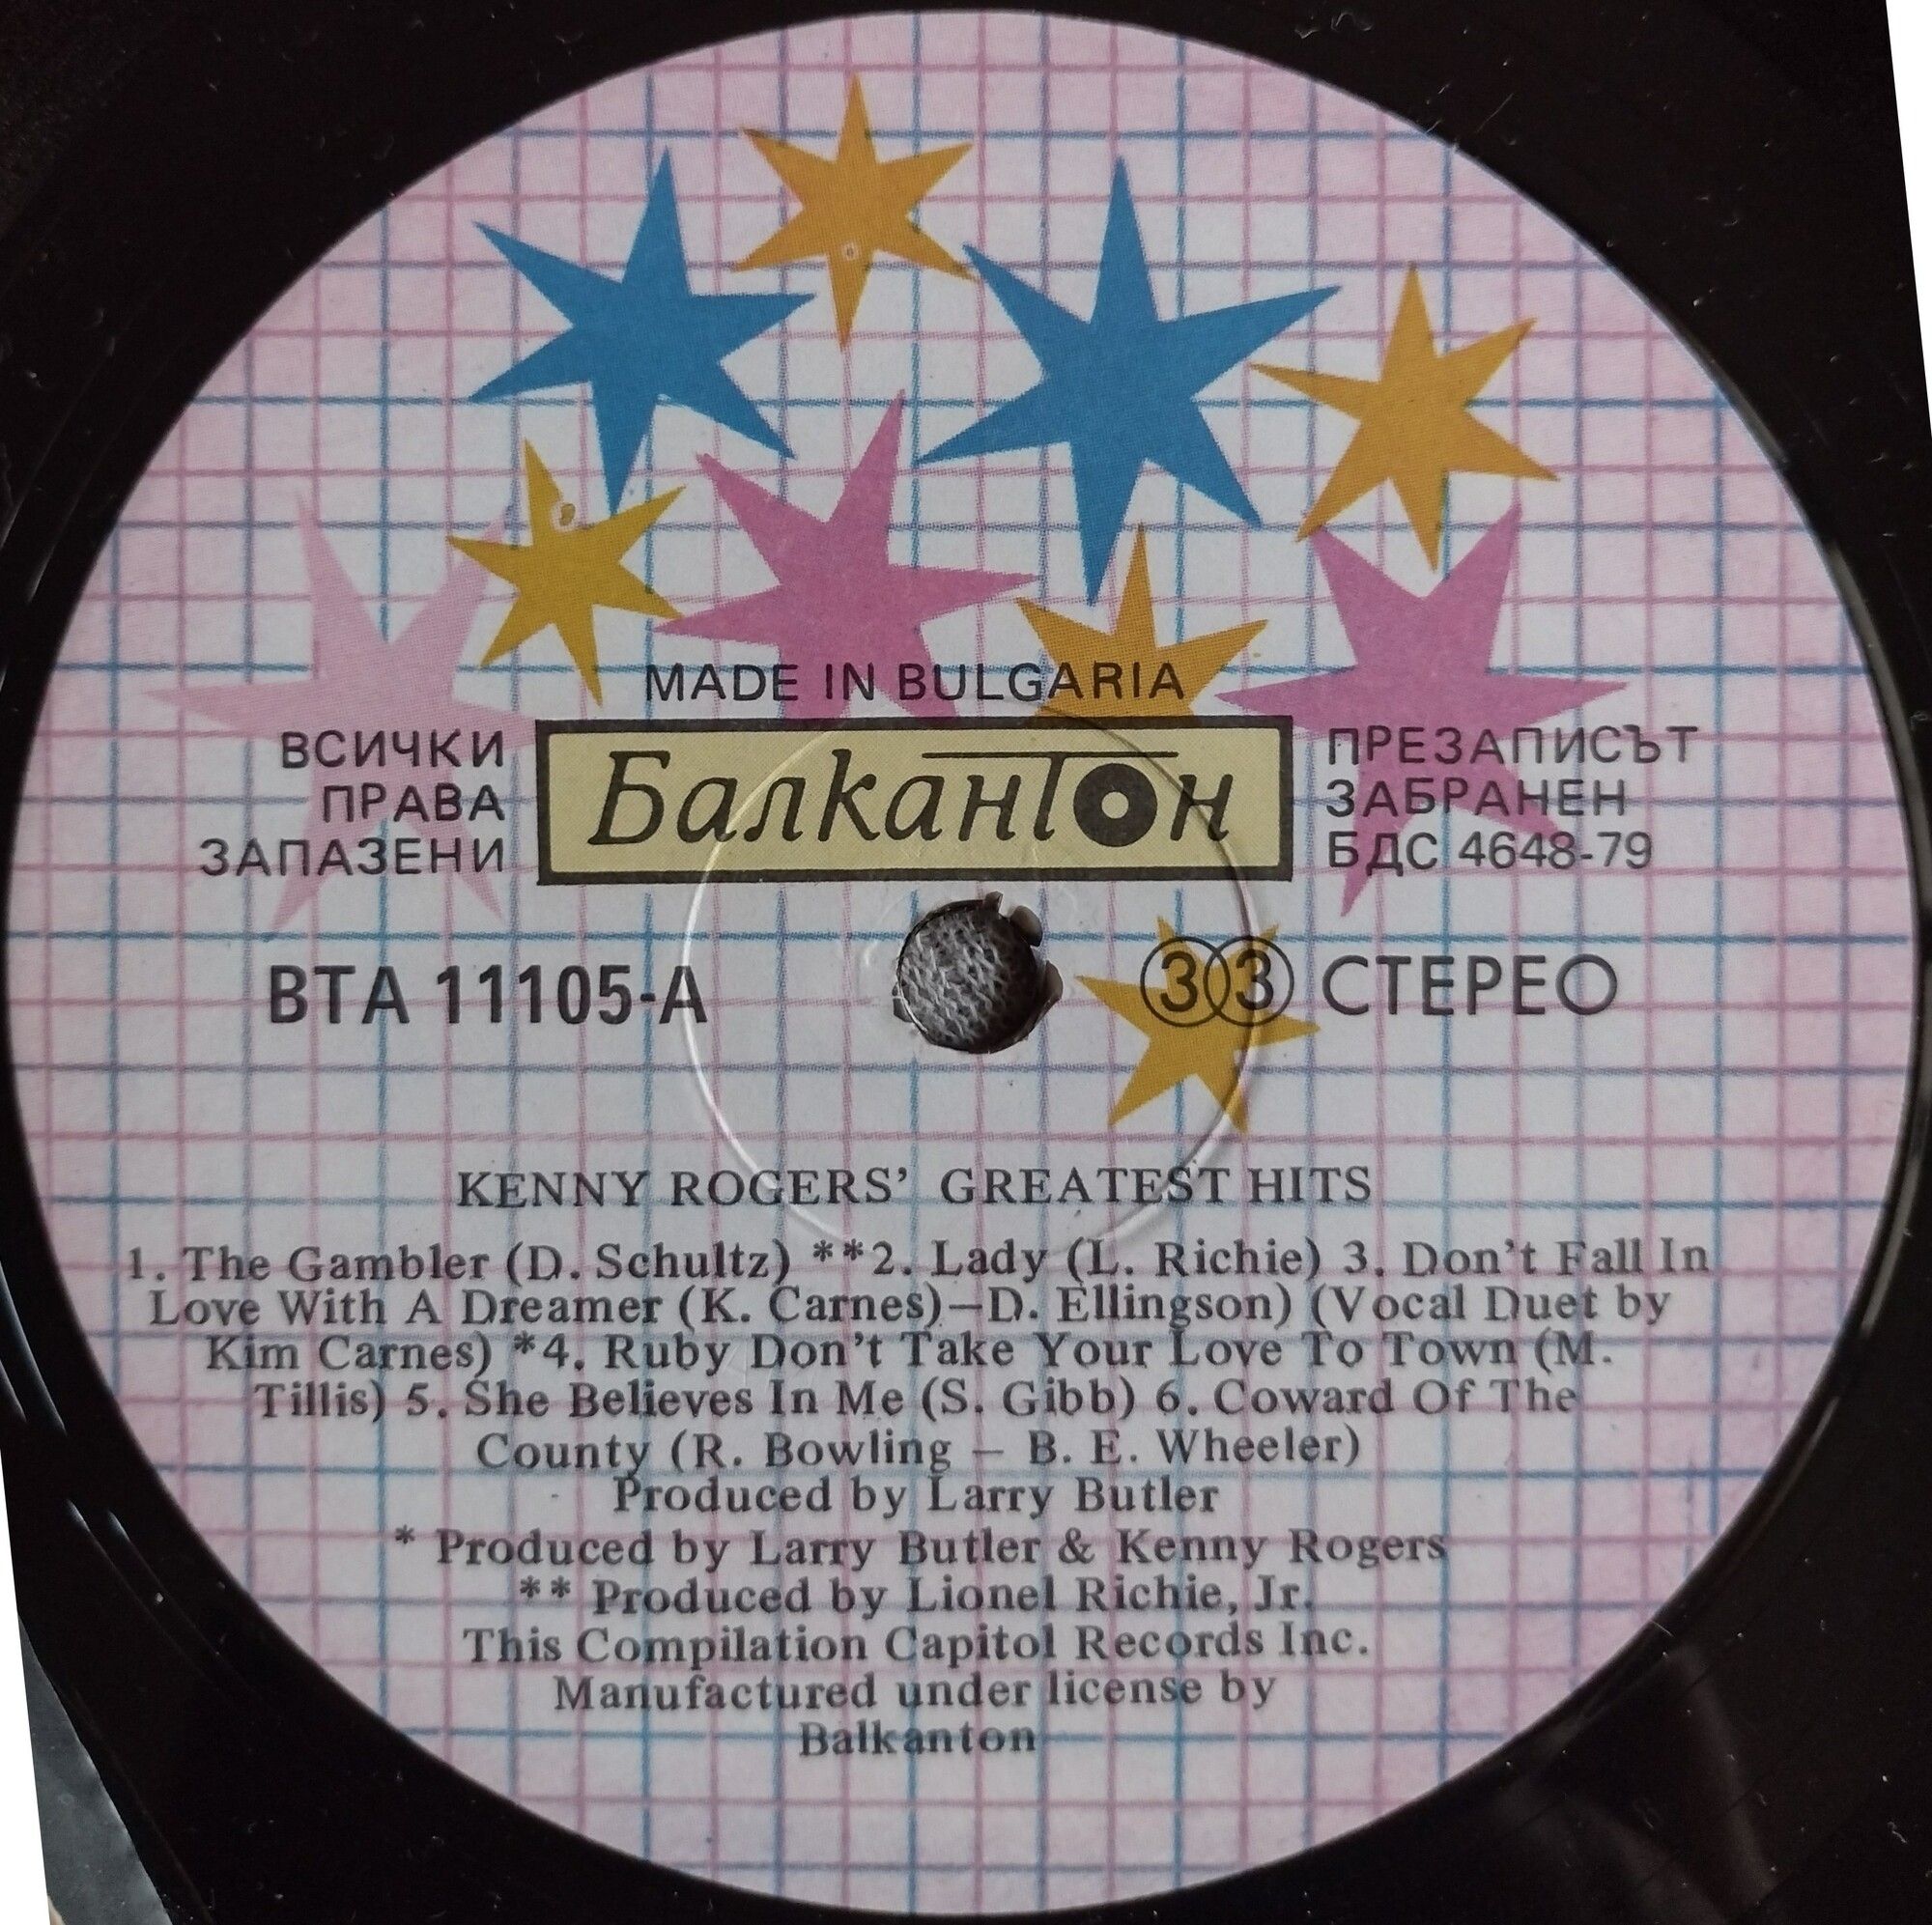 MADE IN BULGARIA
ВСИЧКИ
ПРАВА
ЗАПАЗЕНИ
Балкантон
ПРЕЗАПИСЪТ
ЗАБРАНЕН
БДС 4648-79
ВТА 11105-А
33 СТЕРЕО
KENNY ROGERS’ GREATEST HITS
1. The Gambler (D. Schultz) **2. Lady (L. Richie) 3. Don’t Fall In
Love With A Dreamer (K. Carnes)—D. Ellingson) (Vocal Duet by
Kim Carnes) *4. Ruby Don’t Take Your Love To Town (M.
Tillis) 5. She Believes In Me (S. Gibb) 6. Coward Of The
County (R. Bowling — B. E. Wheeler)
Produced by Larry Butler
* Produced by Larry Butler & Kenny Rogers
** Produced by Lionel Richie, Jr.
This Compilation Capitol Records Inc.
Manufactured under license by
Balkanton